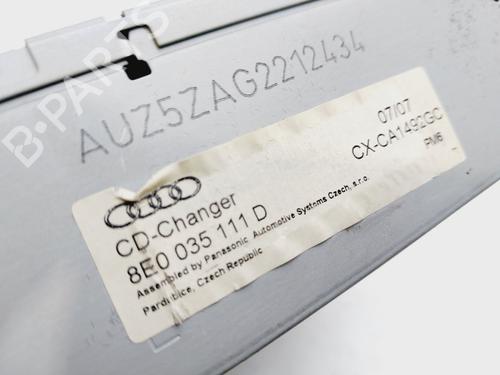 B-PARTS
AUZ5ZAG2212434
07/07
CX-CA1492GC
PM6
CD-Changer
8E0 035 111 D
Assembled by Panasonic Automotive Systems Czech, s.r.o.
Pardubice, Czech Republic